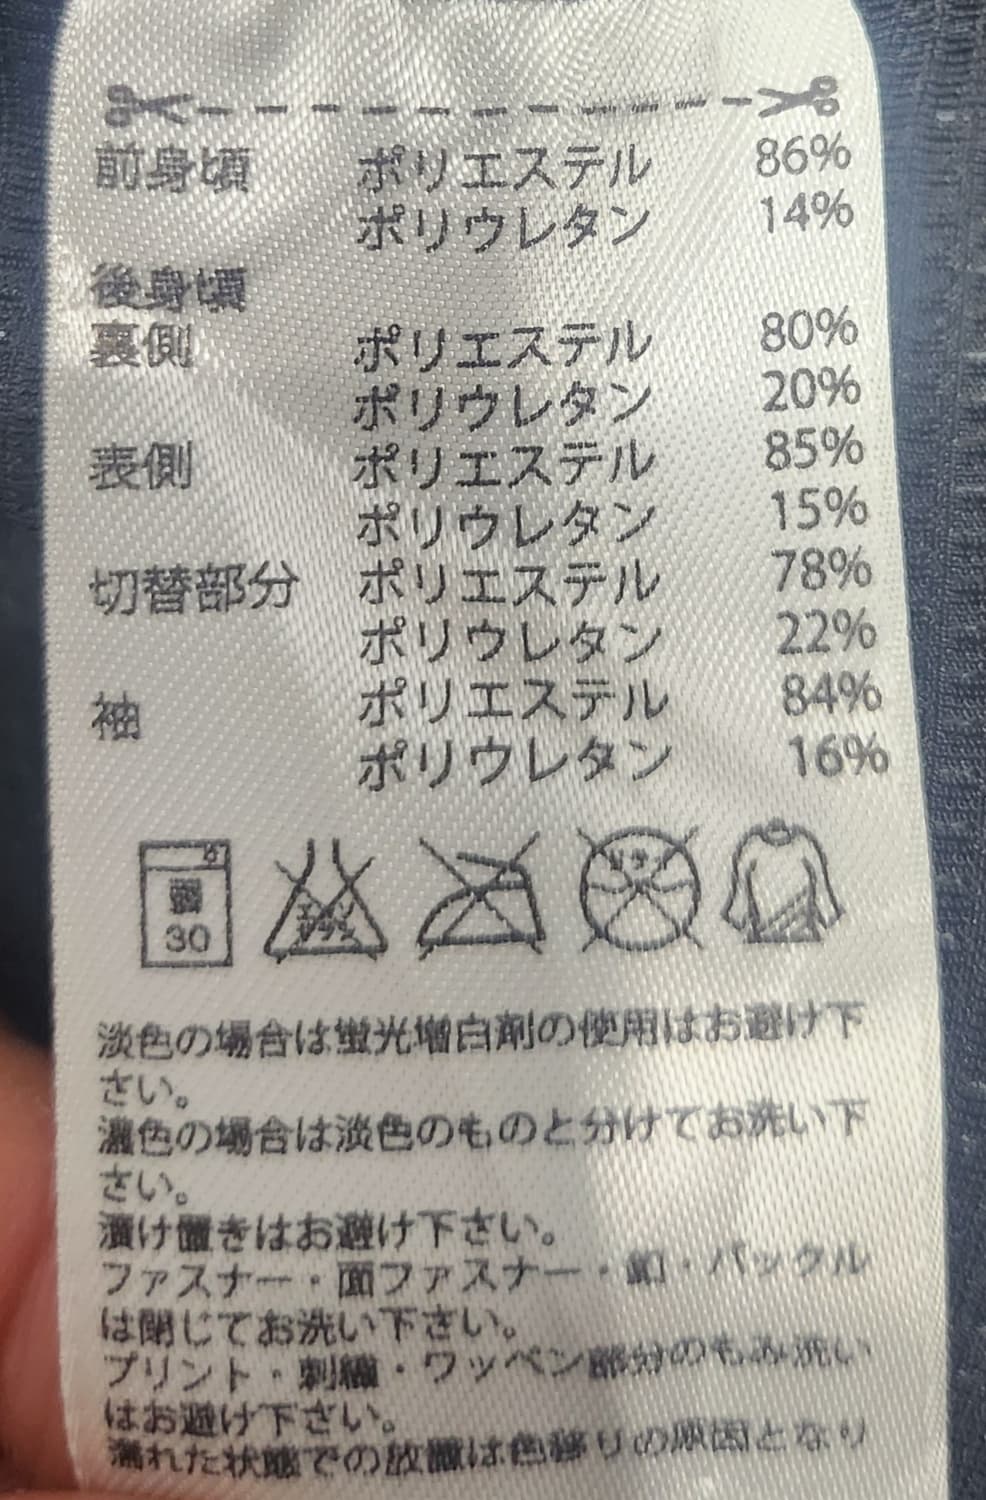 前身頃 ポリエステル 86%
ポリウレタン 14%
後身頃
裏側 ポリエステル 80%
ポリウレタン 20%
表側 ポリエステル 85%
ポリウレタン 15%
切替部分 ポリエステル 78%
ポリウレタン 22%
袖 ポリエステル 84%
ポリウレタン 16%
弱
30
エンソ
サラシ
ドライ
淡色の場合は蛍光増白剤の使用はお避け下
さい。
濃色の場合は淡色のものと分けてお洗い下
さい。
漬け置きはお避け下さい。
ファスナー・面ファスナー・釦・バックル
は閉じてお洗い下さい。
プリント・刺繍・ワッペン部分のもみ洗い
はお避け下さい。
濡れた状態での放置は色移りの原因となり